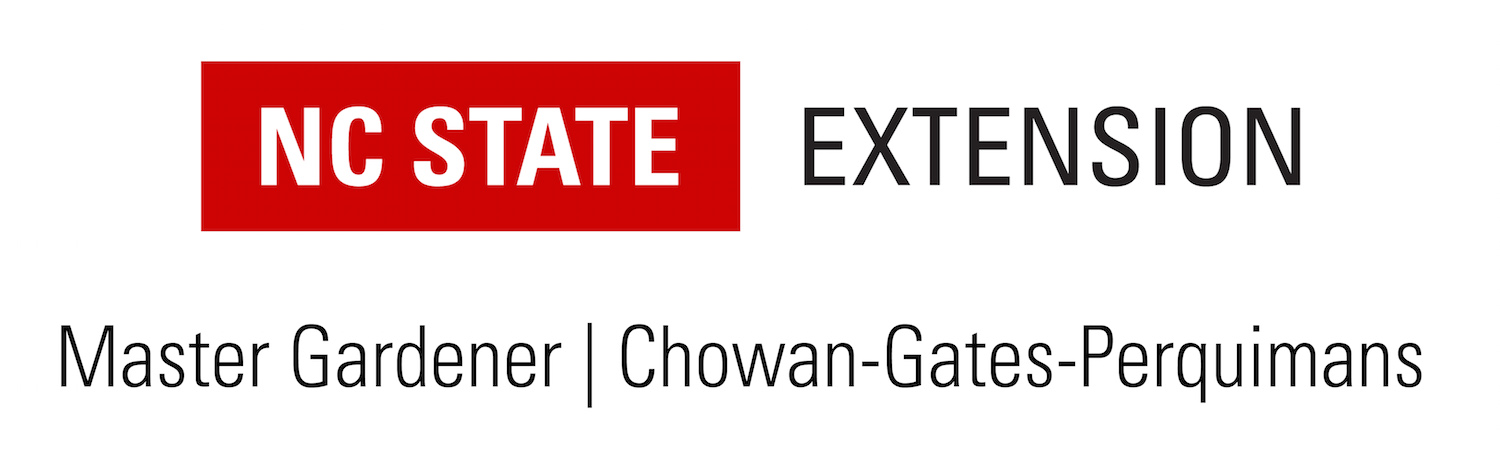 NC STATE EXTENSION
Master Gardener | Chowan-Gates-Perquimans